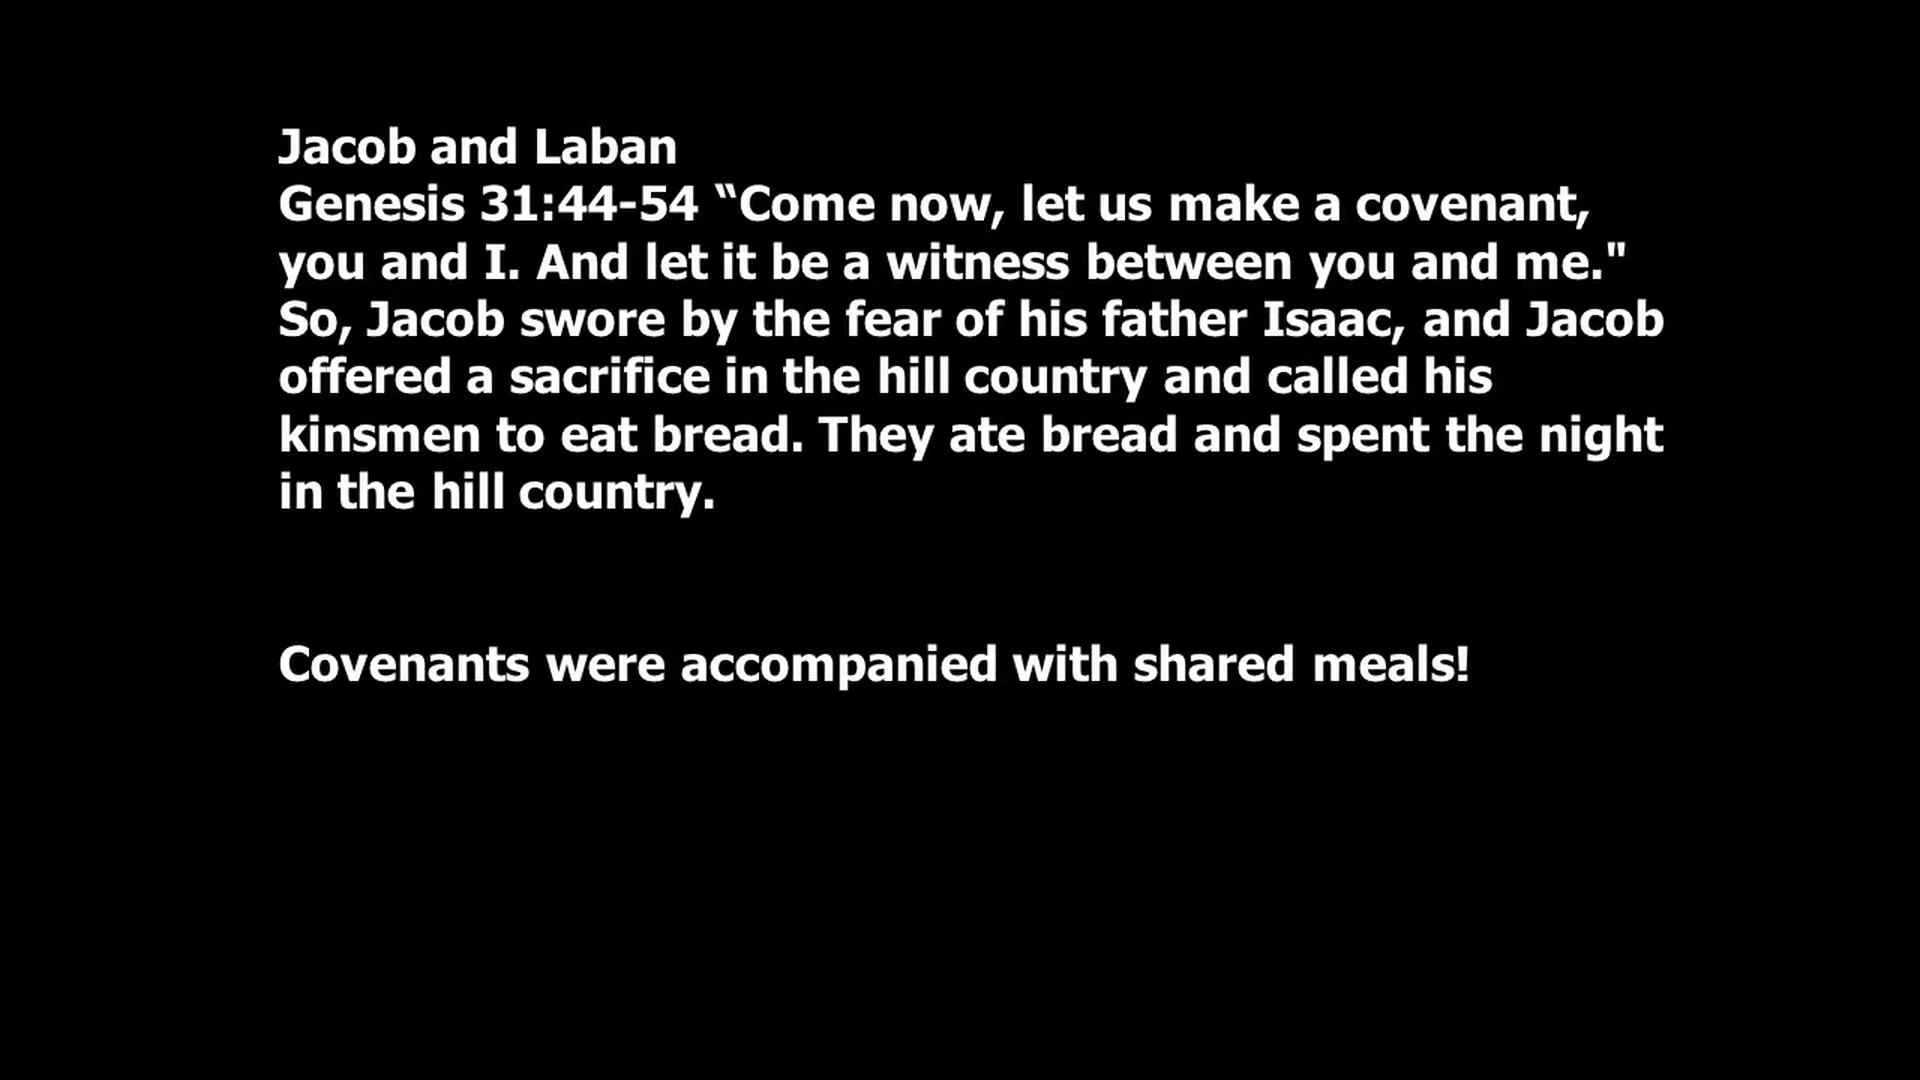 Jacob and Laban
Genesis 31:44-54 “Come now, let us make a covenant,
you and I. And let it be a witness between you and me."
So, Jacob swore by the fear of his father Isaac, and Jacob
offered a sacrifice in the hill country and called his
kinsmen to eat bread. They ate bread and spent the night
in the hill country.
Covenants were accompanied with shared meals!